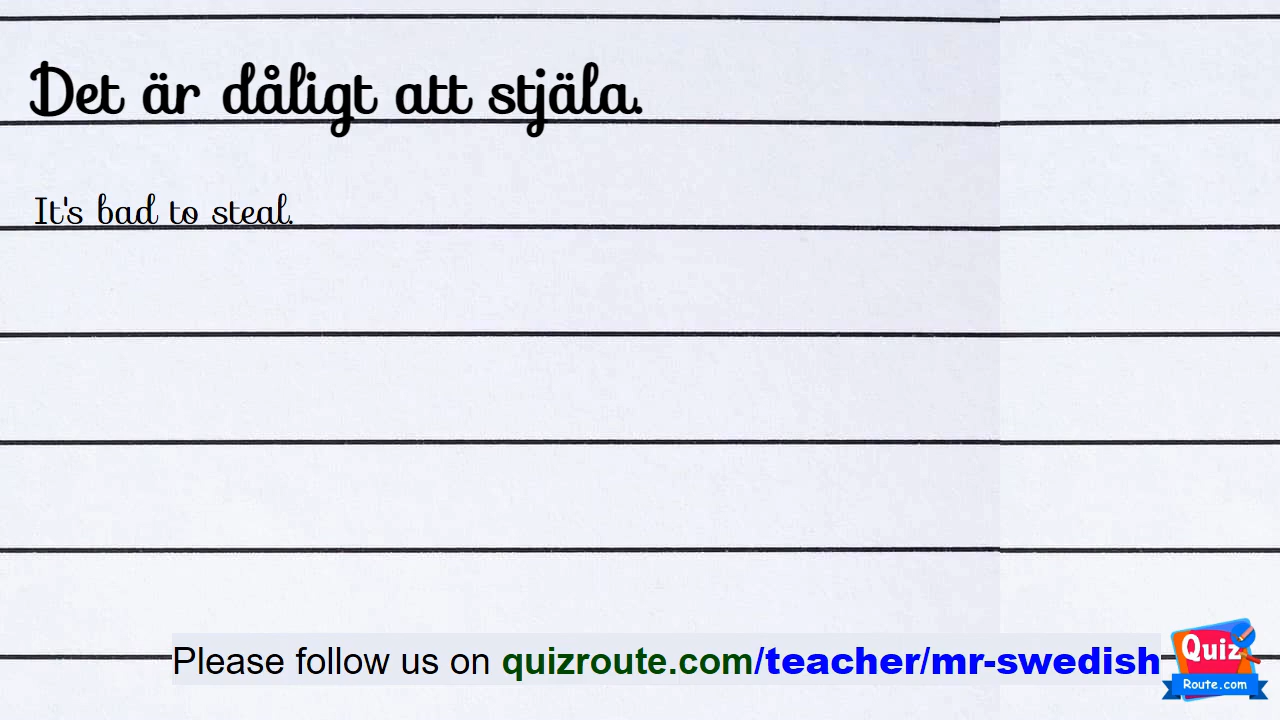 Det är dåligt att stjäla.
It's bad to steal.
Please follow us on quizroute.com/teacher/mr-swedish
Quiz
Route.com